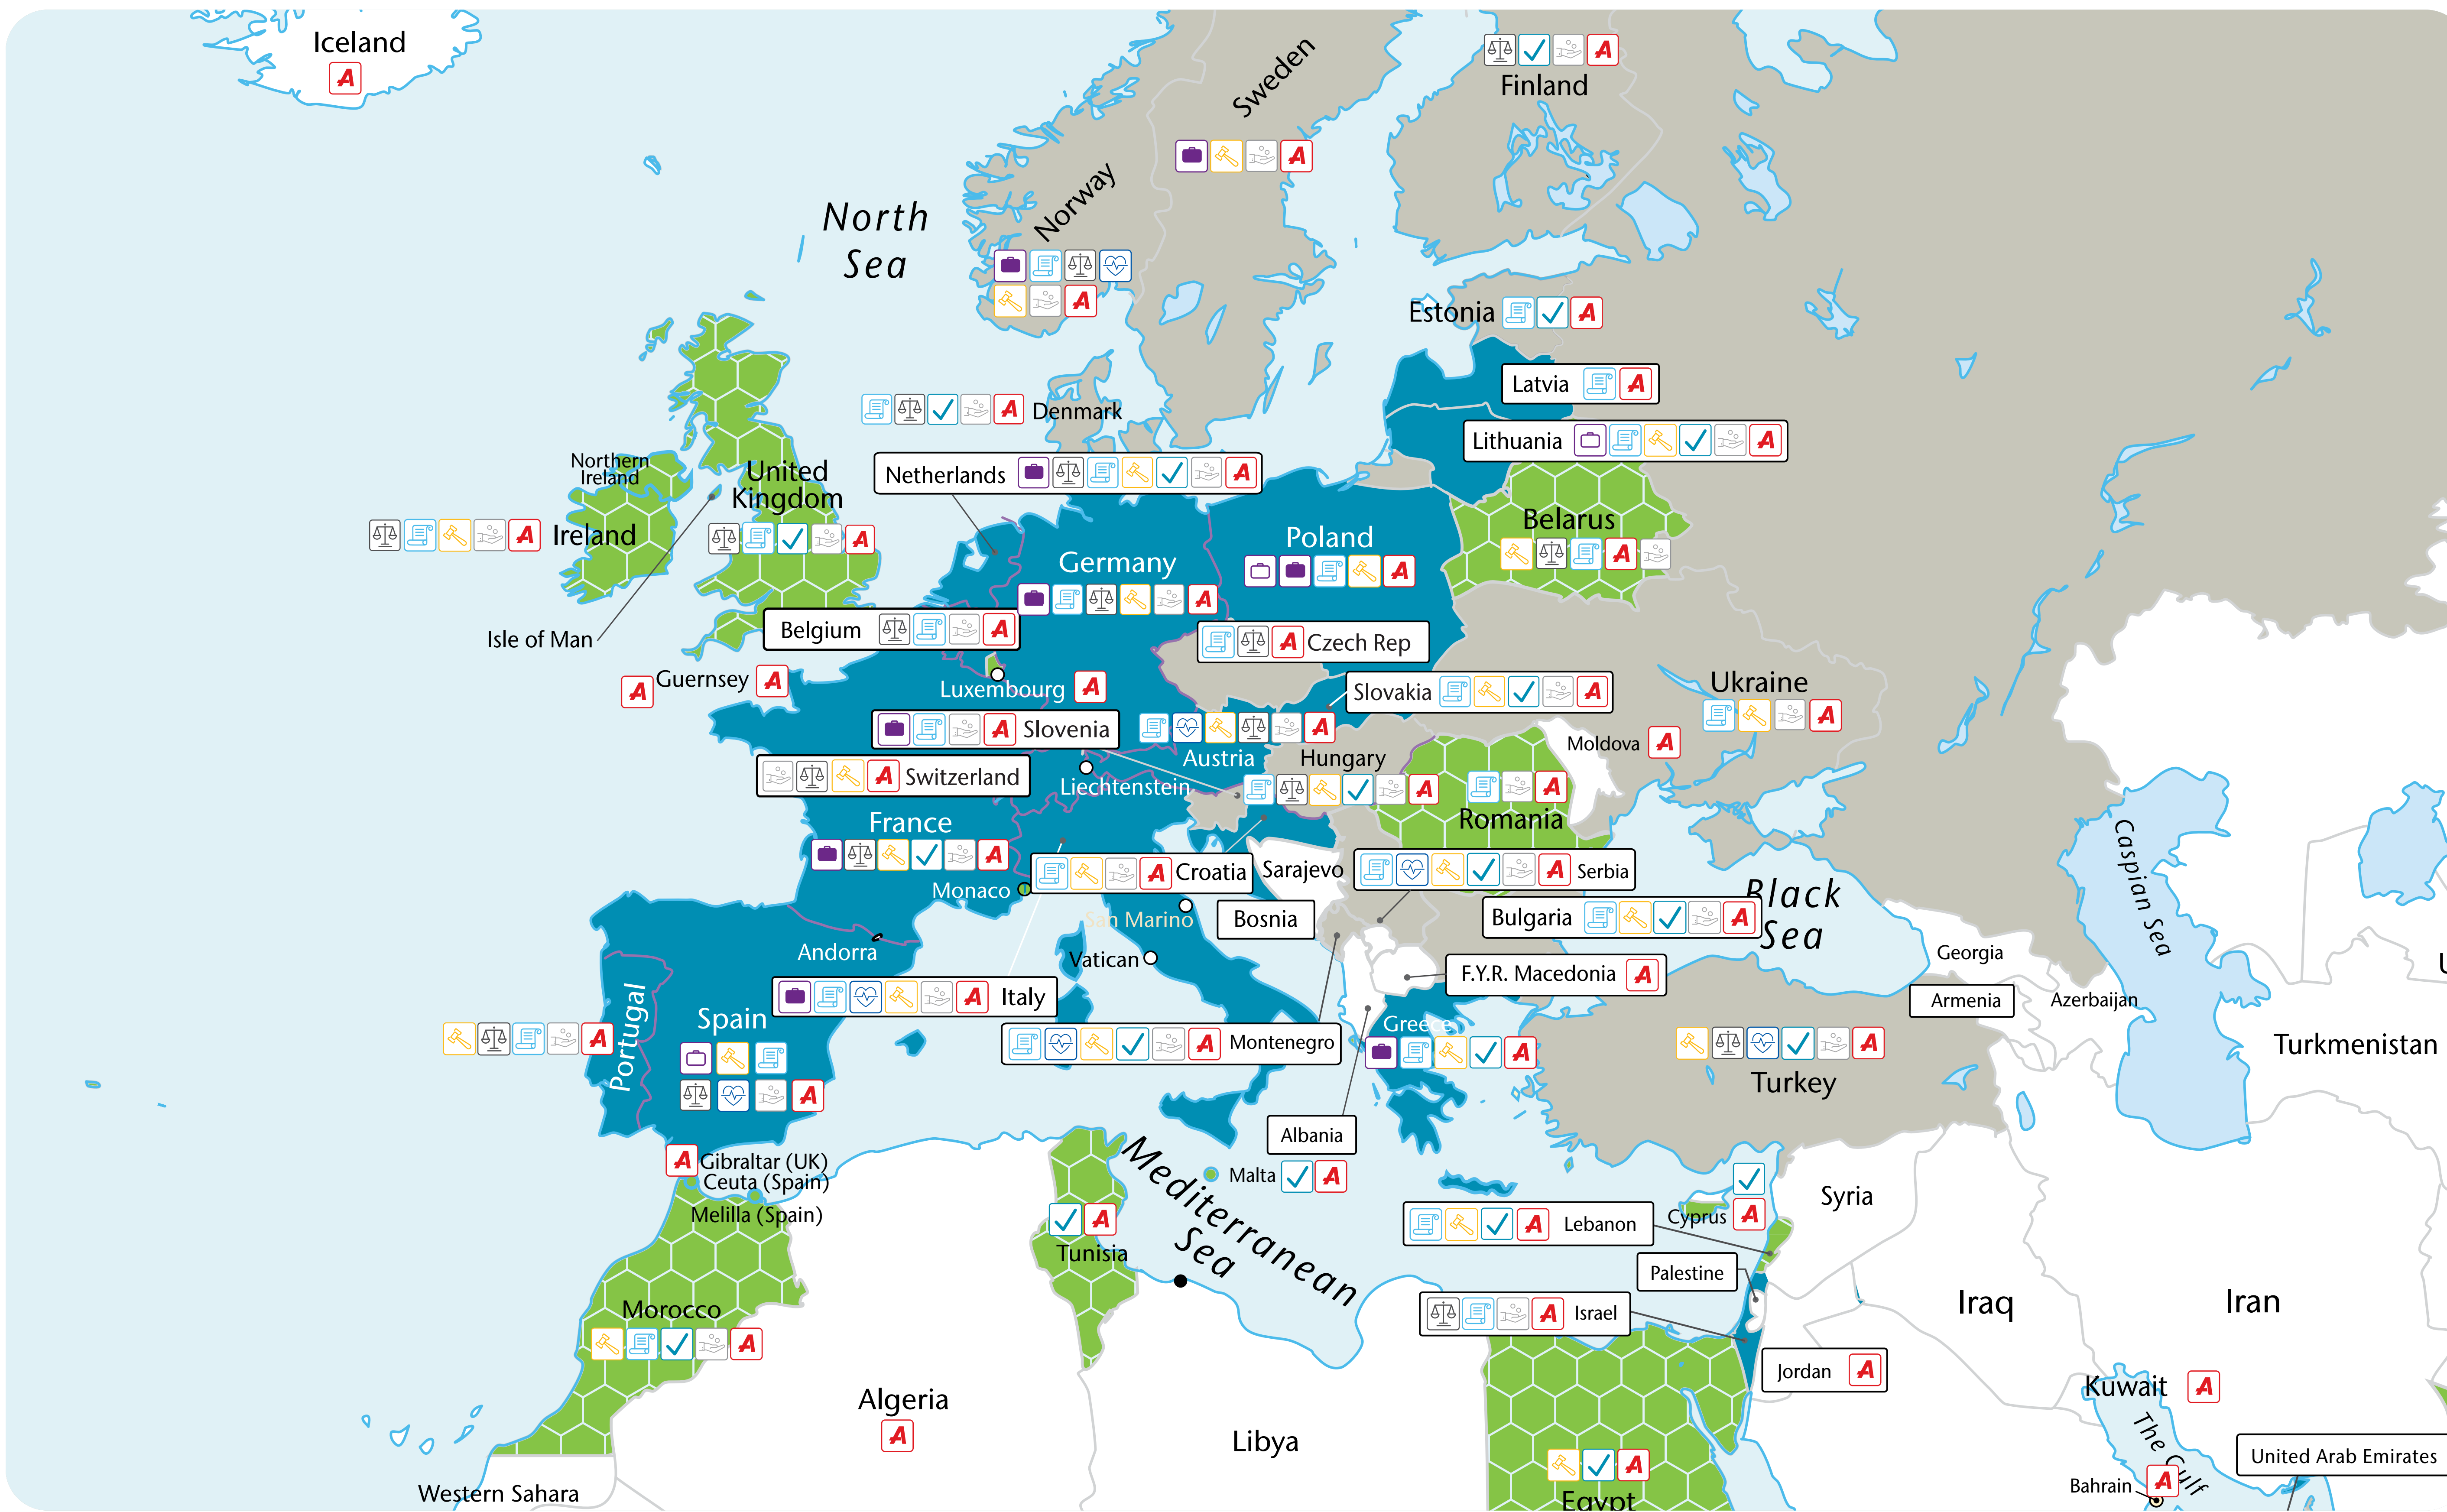 Iceland
A
Sweden
A
Finland
A
Norway
A
North
Sea
Estonia A
Latvia A
Denmark
A
Lithuania A
Netherlands A
Northern
Ireland
United
Kingdom
A
Ireland
A
Isle of Man
Belarus
A
Poland
A
Germany
A
Belgium A
A Czech Rep
Guernsey A
A
Luxembourg A
Slovakia A
Ukraine
A
A Slovenia
A
Austria
Hungary
A
Moldova A
A Switzerland
Liechtenstein
A
Romania
France
A
A Croatia
Sarajevo
A Serbia
Monaco
San Marino
Bosnia
Bulgaria A
Black
Sea
Caspian Sea
Andorra
Vatican
F.Y.R. Macedonia A
Georgia
Armenia
Azerbaijan
A Italy
Portugal
A
Spain
A
A Montenegro
Greece
A
A
Turkey
Turkmenistan
U
Albania
Malta A
A
Gibraltar (UK)
Ceuta (Spain)
Melilla (Spain)
Mediterranean
Sea
A
Tunisia
A Lebanon
Cyprus A
Syria
Palestine
A Israel
Iraq
Iran
Morocco
A
Jordan A
Kuwait A
Algeria
A
Libya
The Gulf
United Arab Emirates
A
Egypt
Bahrain A
Western Sahara